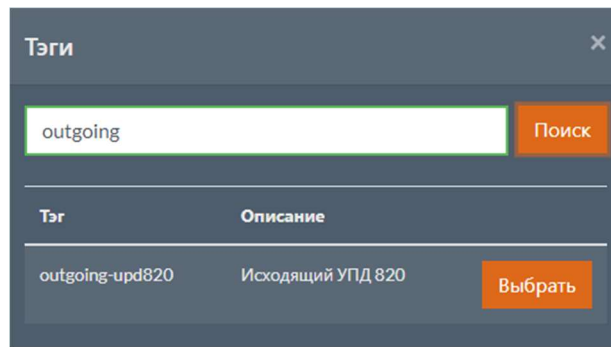 Тэги ×
outgoing Поиск
Тэг Описание
outgoing-upd820 Исходящий УПД 820 Выбрать